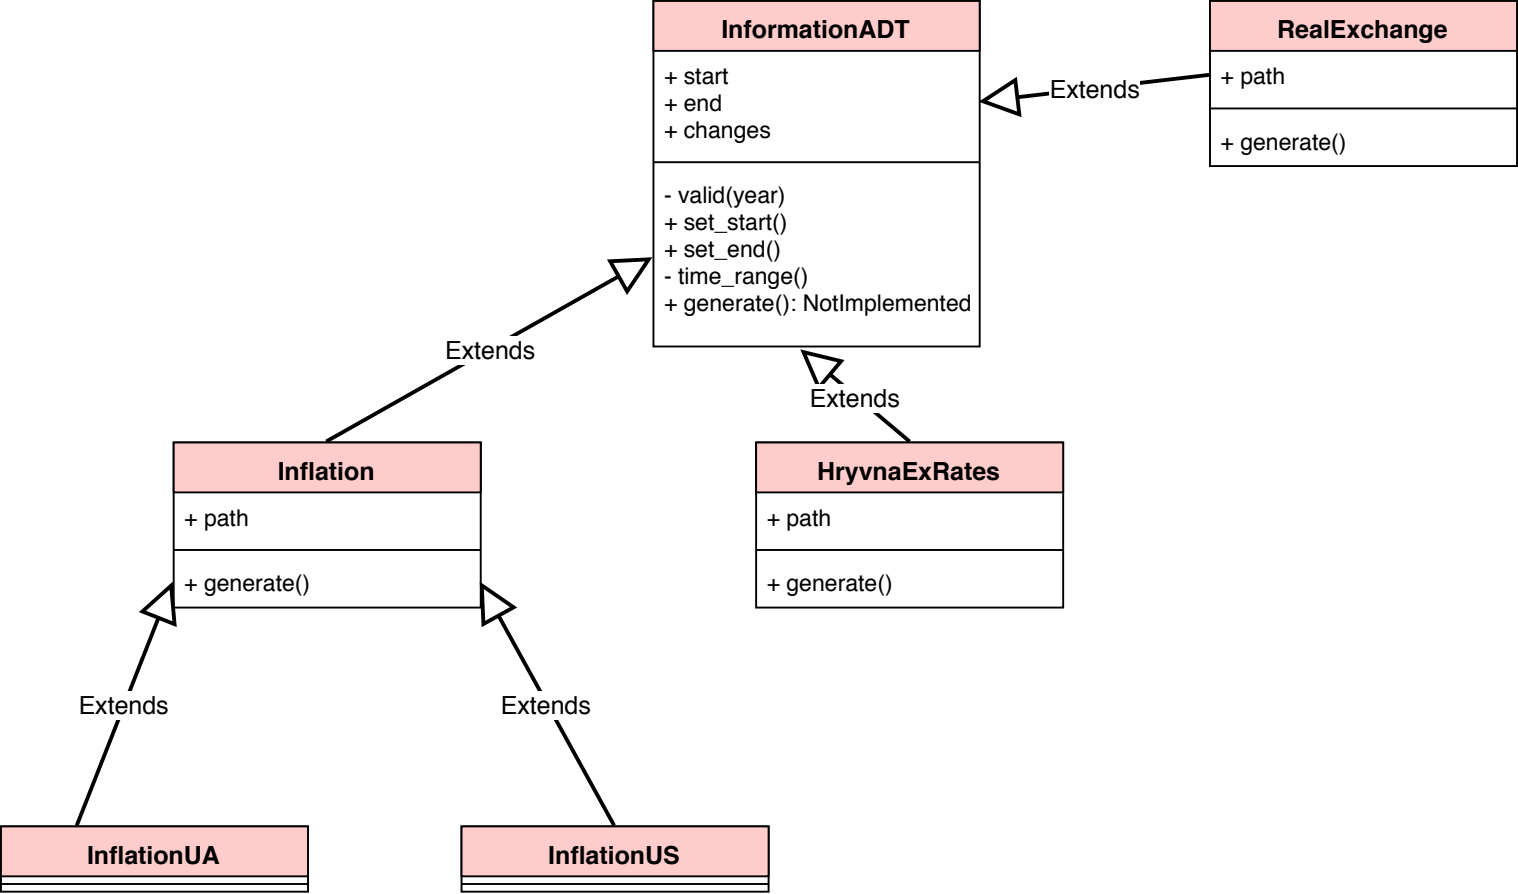 InformationADT
+ start
+ end
+ changes
- valid(year)
+ set_start()
+ set_end()
- time_range()
+ generate(): NotImplemented
RealExchange
+ path
+ generate()
Extends
Extends
Extends
Inflation
+ path
+ generate()
HryvnaExRates
+ path
+ generate()
Extends
Extends
InflationUA
InflationUS